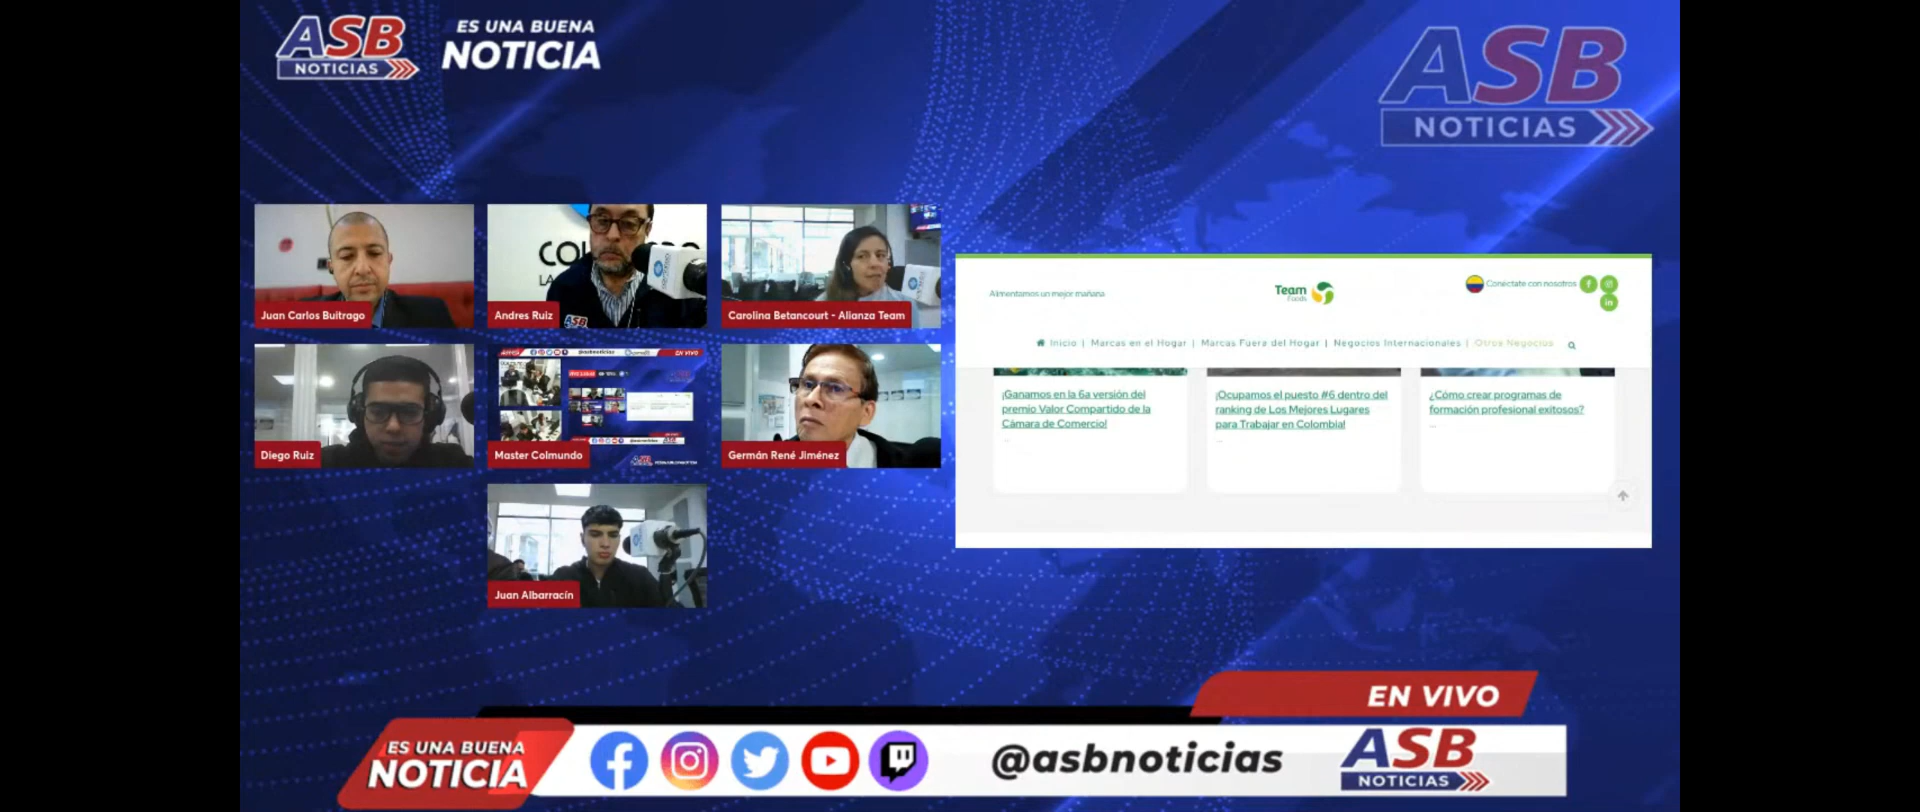 ASB
NOTICIAS
ES UNA BUENA
NOTICIA
ASB
NOTICIAS
Juan Carlos Buitrago
Andres Ruiz
Carolina Betancourt - Alianza Team
Diego Ruiz
Master Colmundo
Germán René Jiménez
Juan Albarracín
Alimentamos un mejor mañana
Team
Foods
Conéctate con nosotros
Inicio | Marcas en el Hogar | Marcas Fuera del Hogar | Negocios Internacionales | Otros Negocios
¡Ganamos en la 6a versión del
premio Valor Compartido de la
Cámara de Comercio!
...
¡Ocupamos el puesto #6 dentro del
ranking de Los Mejores Lugares
para Trabajar en Colombia!
...
¿Cómo crear programas de
formación profesional exitosos?
...
EN VIVO
ES UNA BUENA
NOTICIA
@asbnoticias
ASB
NOTICIAS